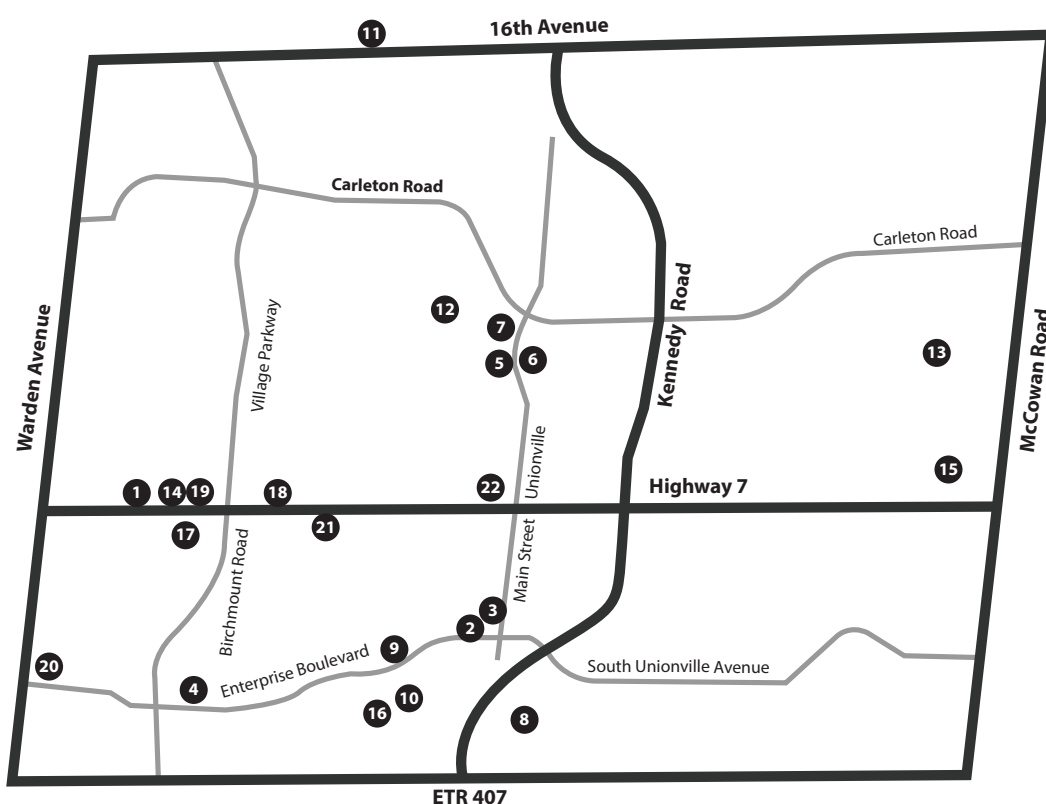 11
16th Avenue
Carleton Road
Carleton Road
Kennedy Road
12
7
5
6
13
Village Parkway
Warden Avenue
McCowan Road
Main Street Unionville
15
1
14
19
18
22
Highway 7
17
21
Birchmount Road
3
2
9
20
Enterprise Boulevard
South Unionville Avenue
4
10
16
8
ETR 407